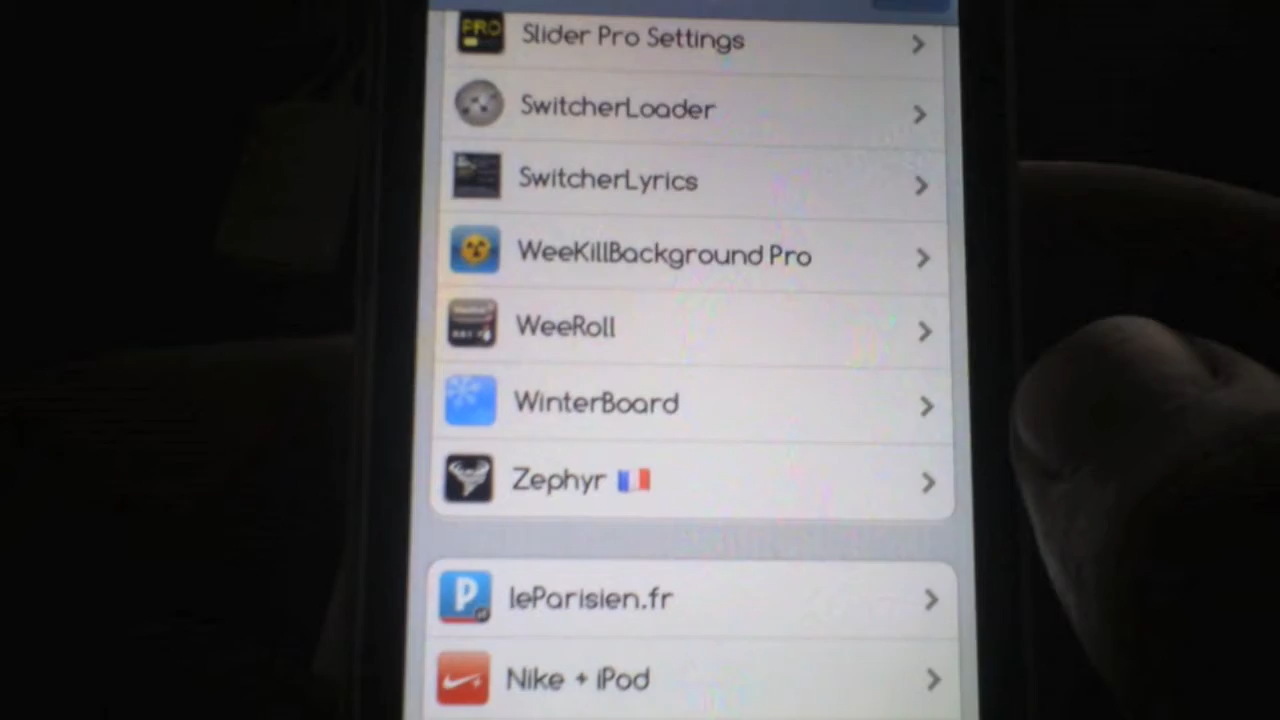 PRO
Slider Pro Settings
SwitcherLoader
SwitcherLyrics
WeeKillBackground Pro
WeeRoll
WinterBoard
Zephyr 🇫🇷
P
leParisien.fr
Nike + iPod